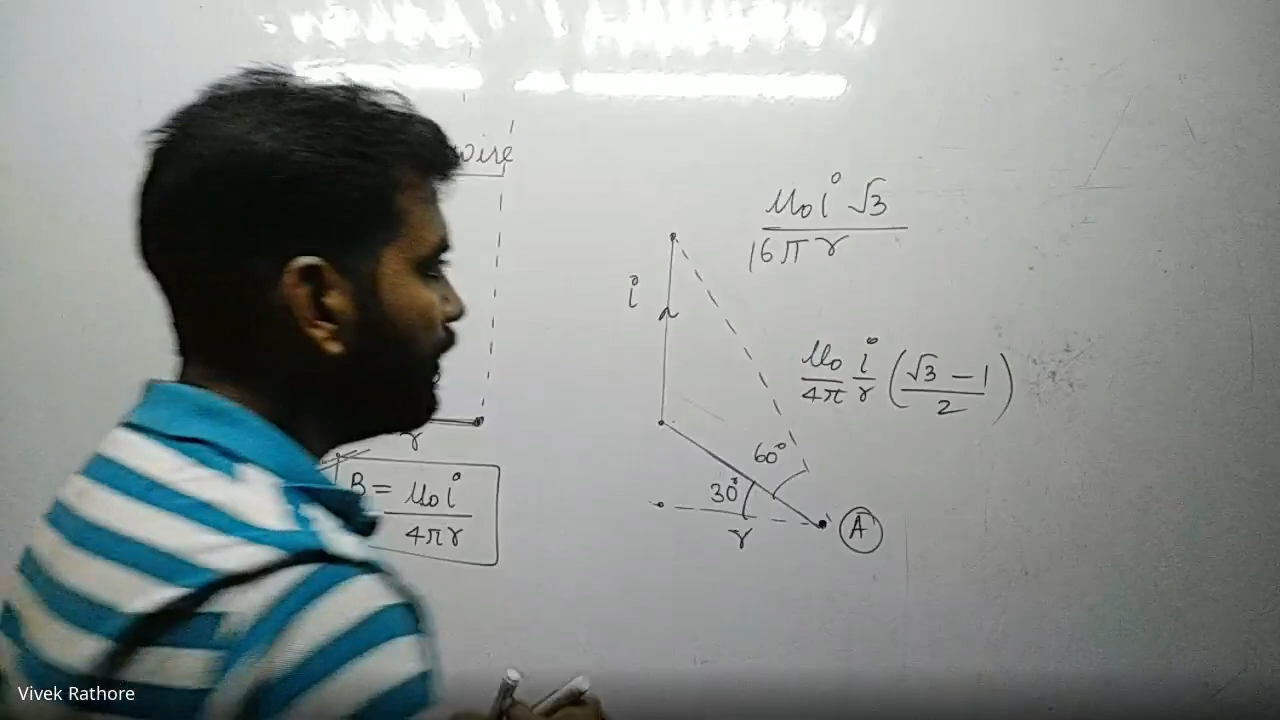 wire
r
B = μ₀i / 4πr
μ₀i √3 / 16πr
i
μ₀/4π i/r (√3 – 1 / 2)
60°
30°
r
A
Vivek Rathore